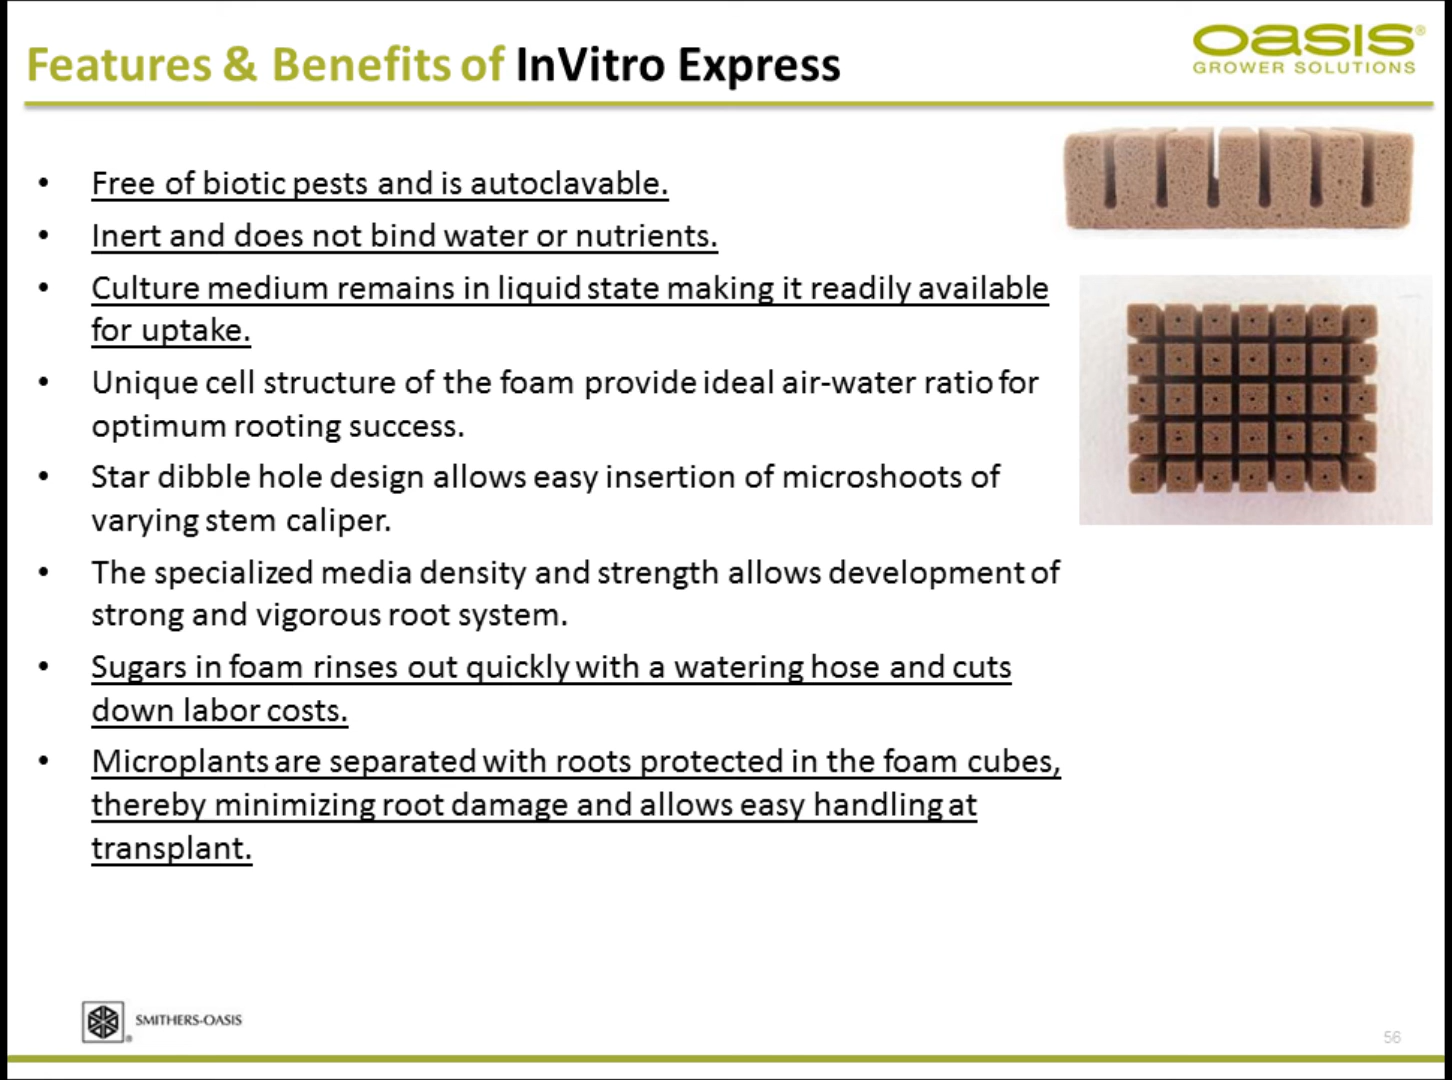 Features & Benefits of InVitro Express
oasis®
GROWER SOLUTIONS
• Free of biotic pests and is autoclavable.
• Inert and does not bind water or nutrients.
• Culture medium remains in liquid state making it readily available
for uptake.
• Unique cell structure of the foam provide ideal air-water ratio for
optimum rooting success.
• Star dibble hole design allows easy insertion of microshoots of
varying stem caliper.
• The specialized media density and strength allows development of
strong and vigorous root system.
• Sugars in foam rinses out quickly with a watering hose and cuts
down labor costs.
• Microplants are separated with roots protected in the foam cubes,
thereby minimizing root damage and allows easy handling at
transplant.
® SMITHERS-OASIS
56